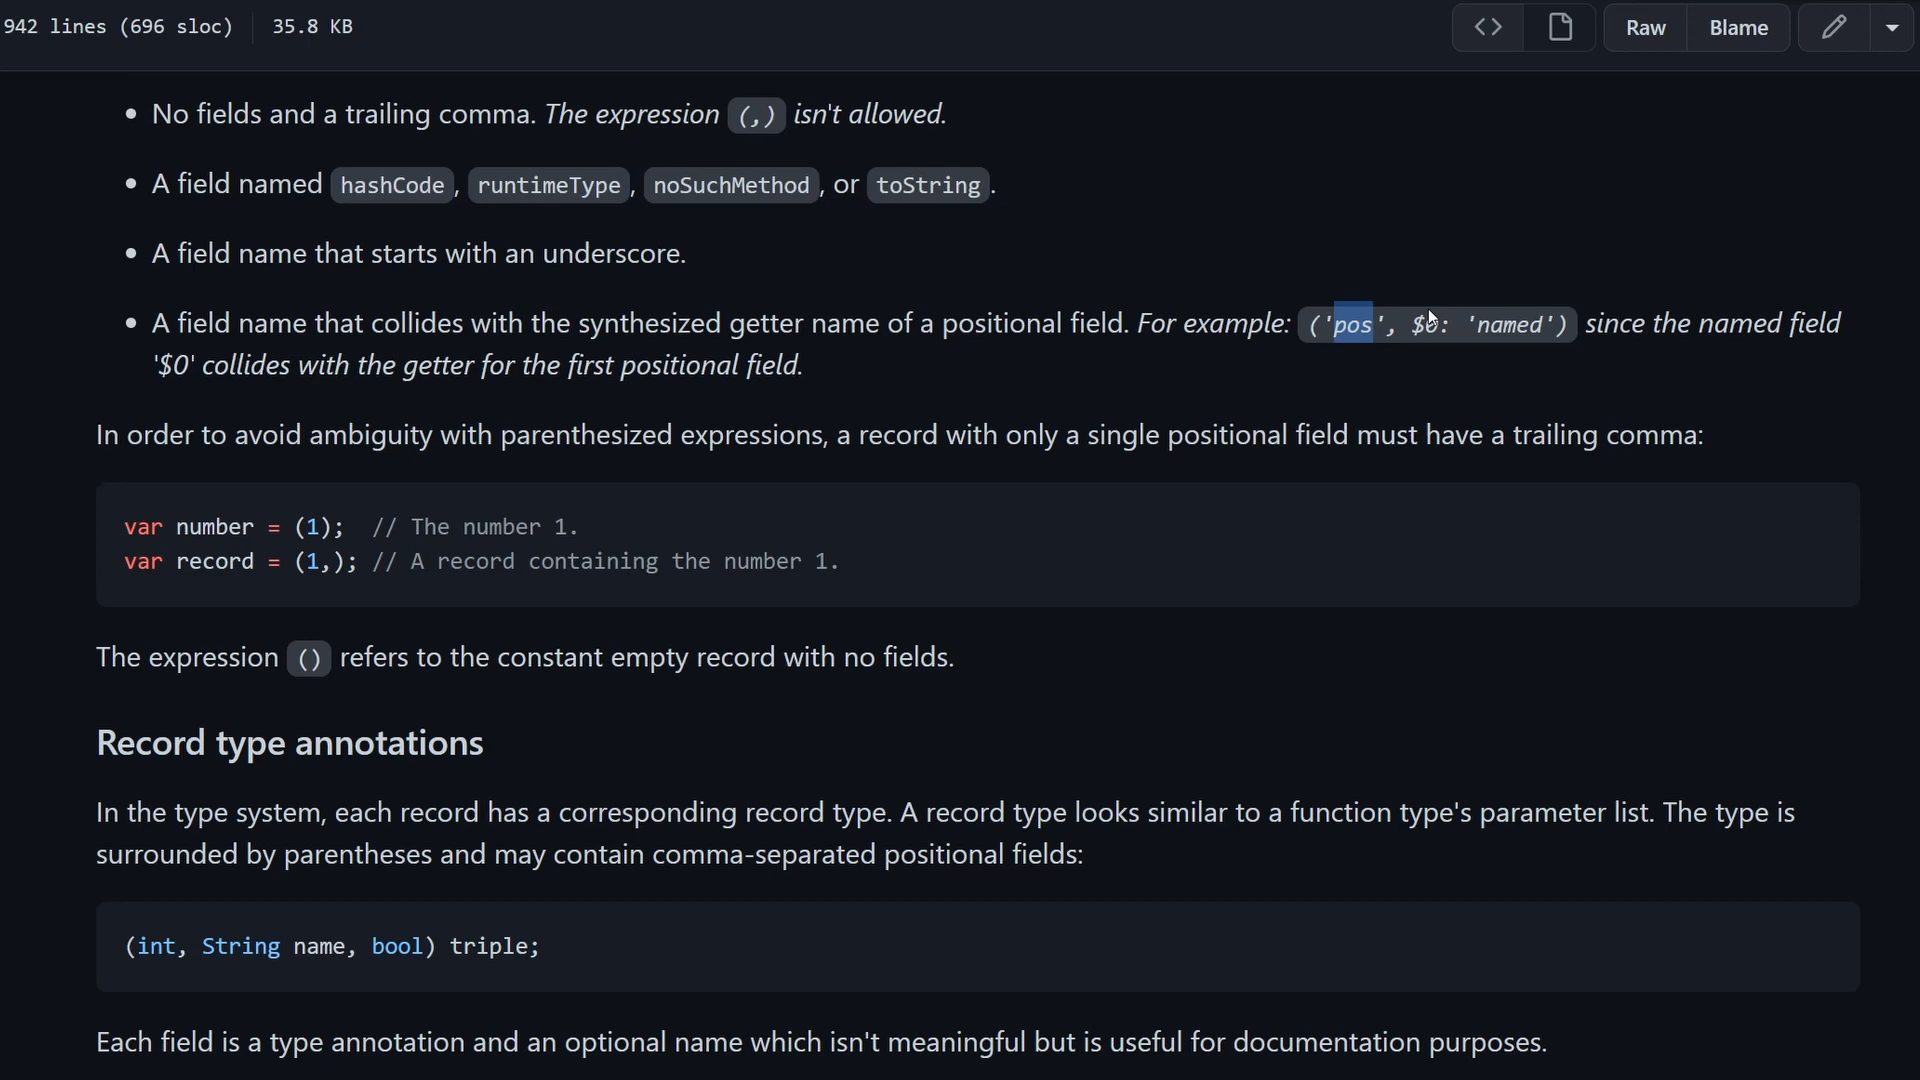 942 lines (696 sloc) 35.8 KB
Raw Blame
• No fields and a trailing comma. The expression (,) isn't allowed.
• A field named hashCode, runtimeType, noSuchMethod, or toString.
• A field name that starts with an underscore.
• A field name that collides with the synthesized getter name of a positional field. For example: ('pos', $0: 'named') since the named field
'$0' collides with the getter for the first positional field.
In order to avoid ambiguity with parenthesized expressions, a record with only a single positional field must have a trailing comma:
var number = (1);  // The number 1.
var record = (1,); // A record containing the number 1.
The expression () refers to the constant empty record with no fields.
Record type annotations
In the type system, each record has a corresponding record type. A record type looks similar to a function type's parameter list. The type is
surrounded by parentheses and may contain comma-separated positional fields:
(int, String name, bool) triple;
Each field is a type annotation and an optional name which isn't meaningful but is useful for documentation purposes.